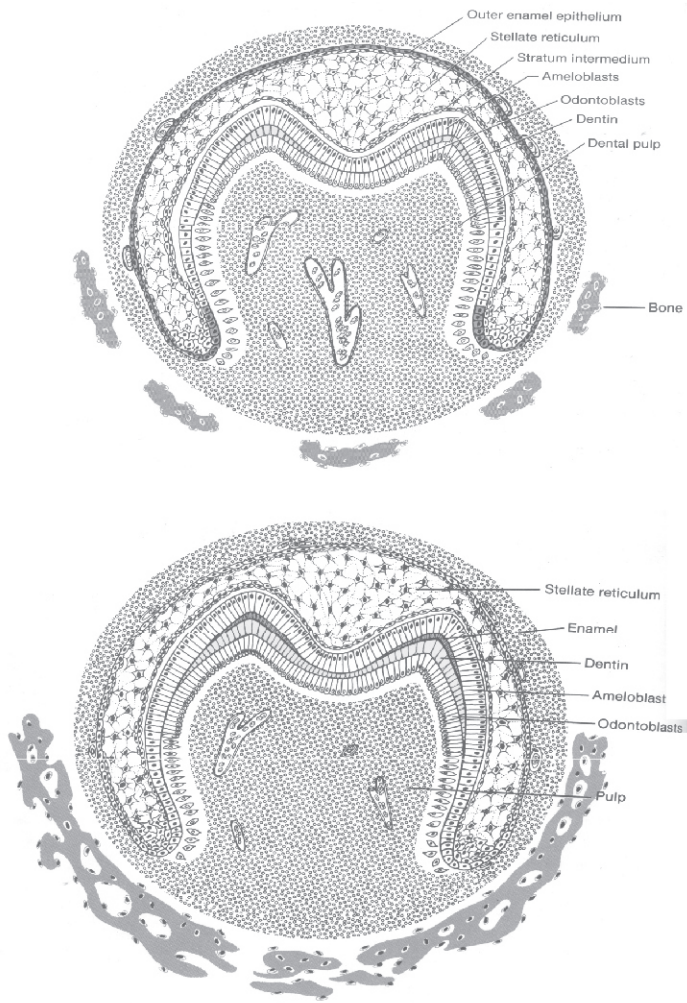 Outer enamel epithelium
Stellate reticulum
Stratum intermedium
Ameloblasts
Odontoblasts
Dentin
Dental pulp
Bone
Stellate reticulum
Enamel
Dentin
Ameloblast
Odontoblasts
Pulp